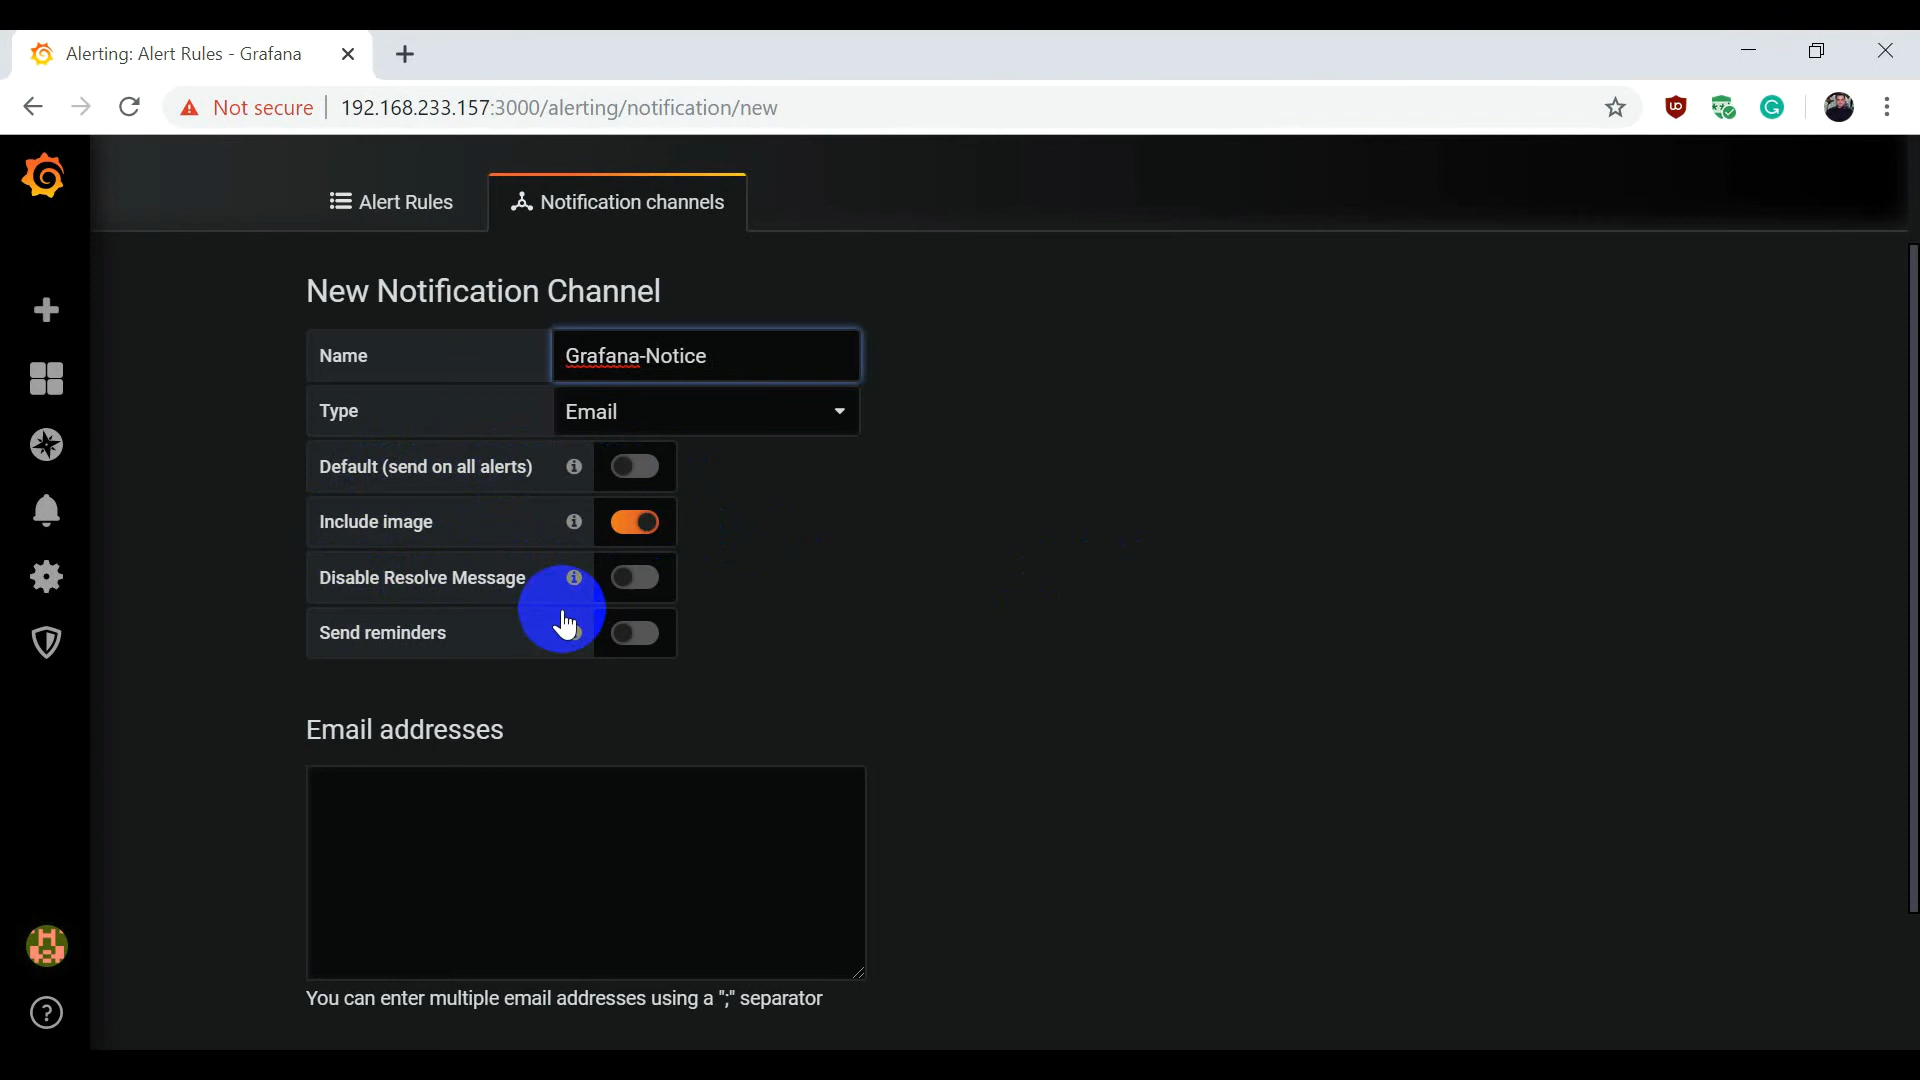 Alerting: Alert Rules - Grafana
Not secure 192.168.233.157:3000/alerting/notification/new
Alert Rules
Notification channels
New Notification Channel
Name Grafana-Notice
Type Email
Default (send on all alerts)
Include image
Disable Resolve Message
Send reminders
Email addresses
You can enter multiple email addresses using a ";" separator